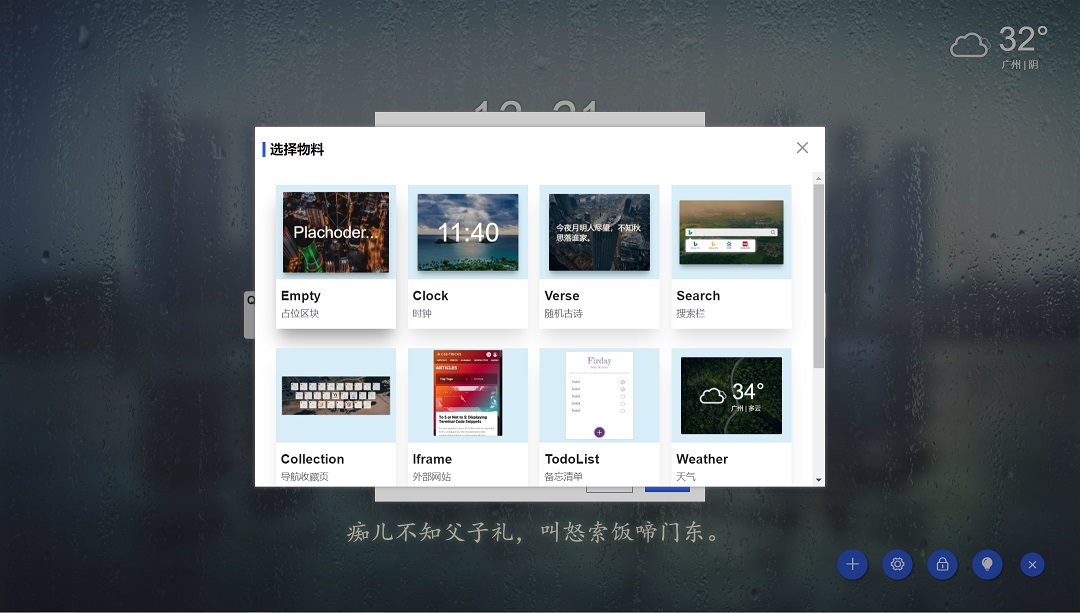 32°
广州 | 阴
选择物料
Plachoder...
11:40
今夜月明人尽望，不知秋
思落谁家。
Empty
占位区块
Clock
时钟
Verse
随机古诗
Search
搜索栏
ARTICLES
To S or Not to S: Displaying
Terminal Code Snippets
Firday
34°
广州 | 多云
Collection
导航收藏页
Iframe
外部网站
TodoList
备忘清单
Weather
天气
痴儿不知父子礼，叫怒索饭啼门东。